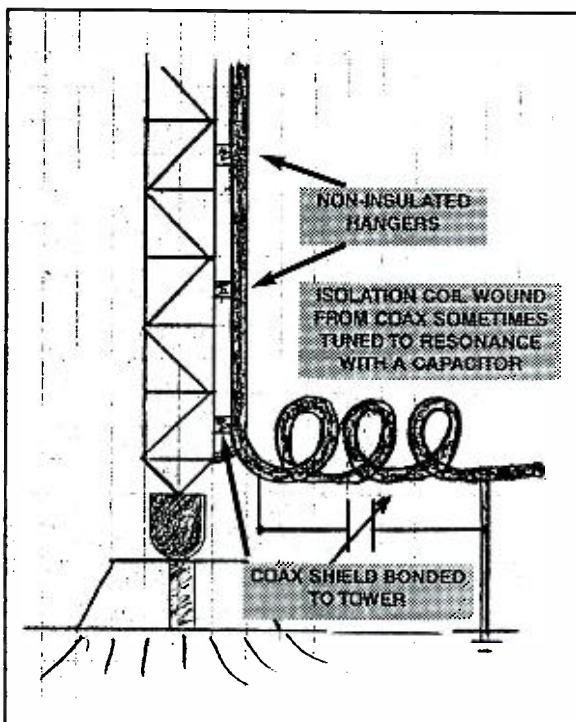 NON-INSULATED
HANGERS
ISOLATION COIL WOUND
FROM COAX SOMETIMES
TUNED TO RESONANCE
WITH A CAPACITOR
COAX SHIELD BONDED
TO TOWER